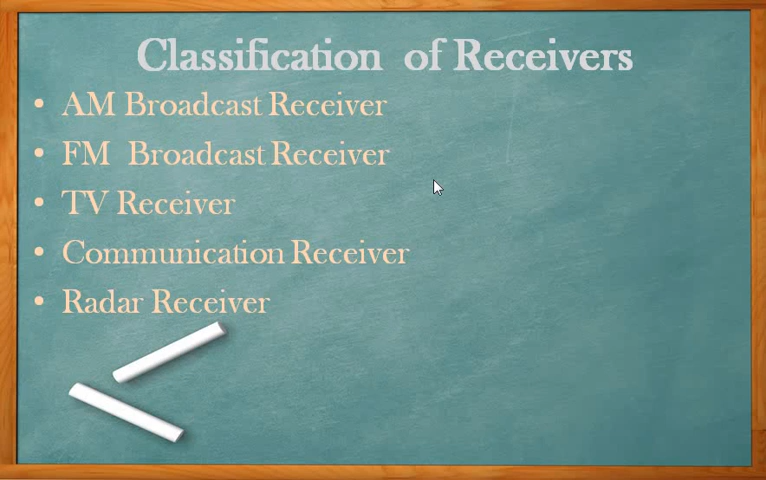 Classification of Receivers
• AM Broadcast Receiver
• FM Broadcast Receiver
• TV Receiver
• Communication Receiver
• Radar Receiver